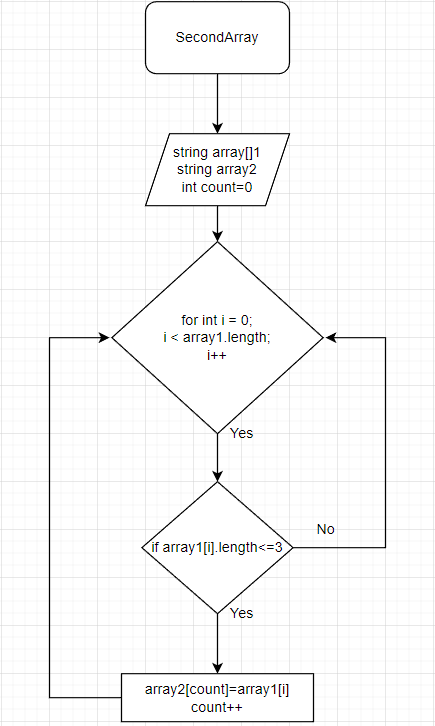 SecondArray
string array[]1
string array2
int count=0
for int i = 0;
i < array1.length;
i++
Yes
if array1[i].length<=3
No
Yes
array2[count]=array1[i]
count++